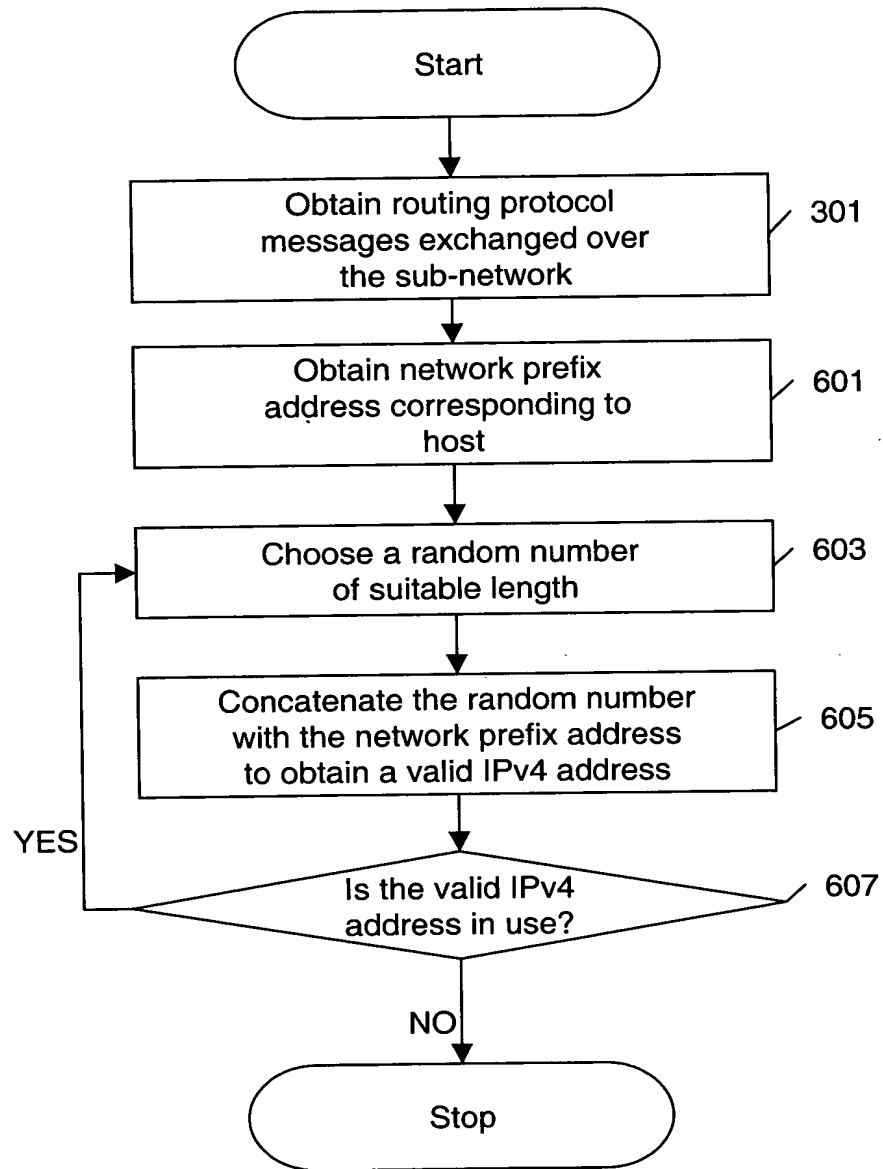 Start
Obtain routing protocol
messages exchanged over
the sub-network
301
Obtain network prefix
address corresponding to
host
601
Choose a random number
of suitable length
603
Concatenate the random number
with the network prefix address
to obtain a valid IPv4 address
605
YES
Is the valid IPv4
address in use?
607
NO
Stop